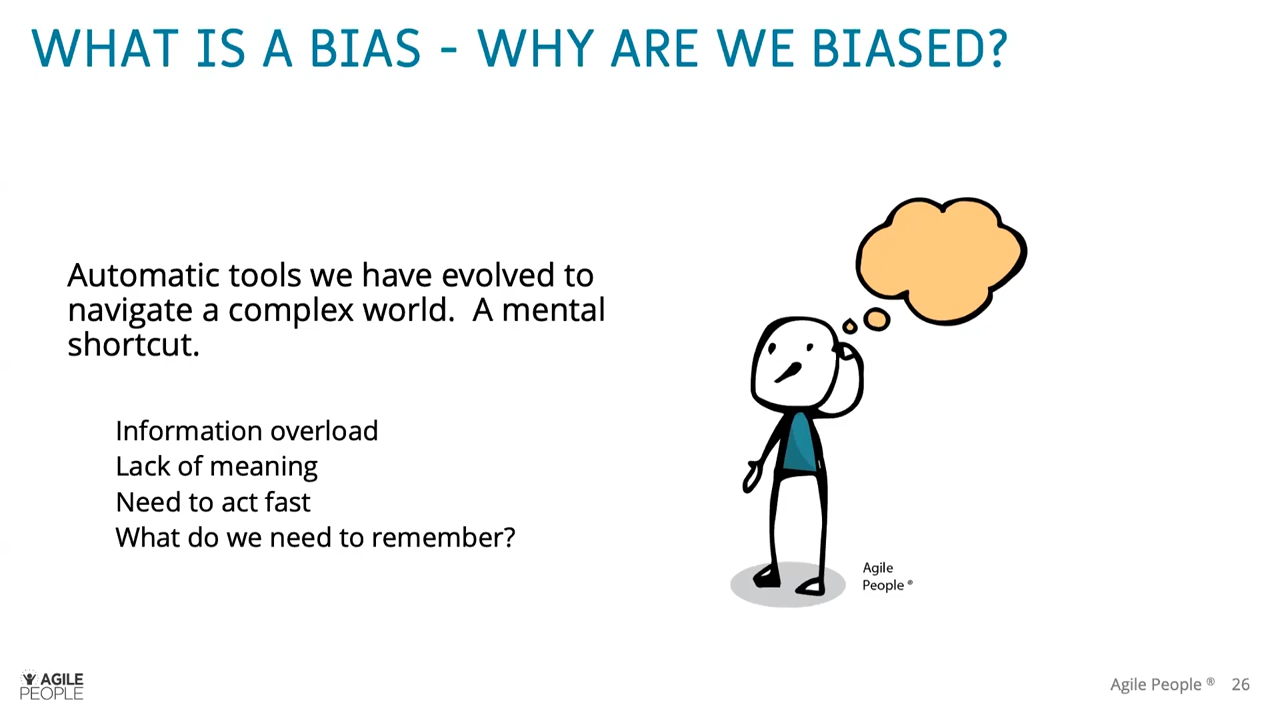 WHAT IS A BIAS - WHY ARE WE BIASED?
Automatic tools we have evolved to
navigate a complex world.  A mental
shortcut.
Information overload
Lack of meaning
Need to act fast
What do we need to remember?
Agile
People ®
AGILE
PEOPLE
Agile People ® 26